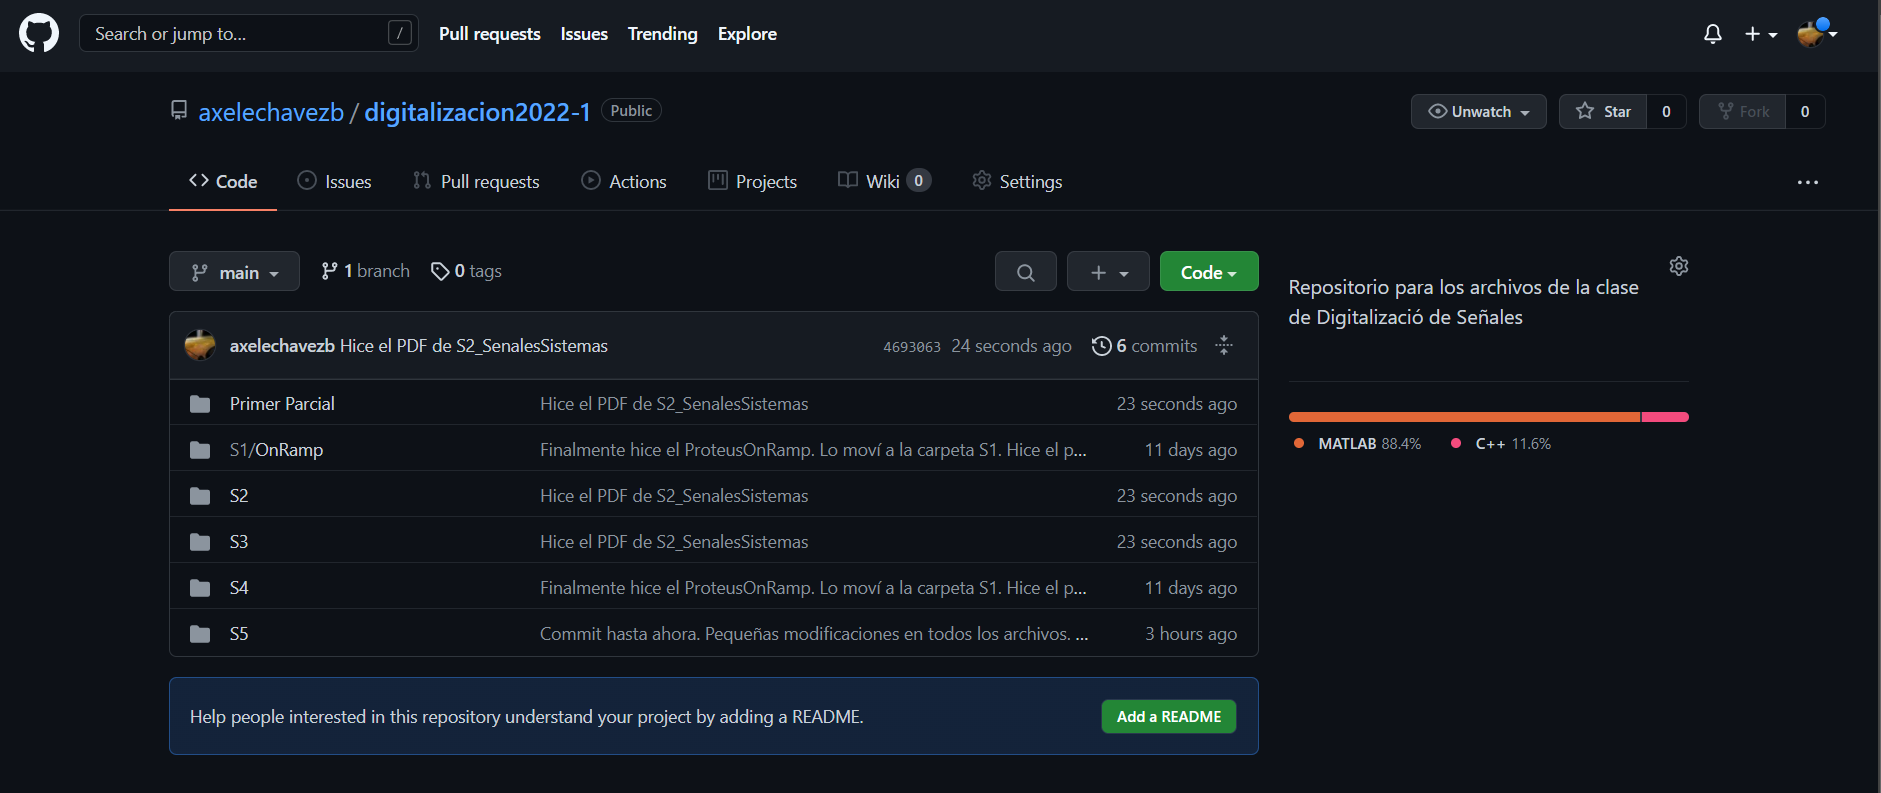 Search or jump to... / Pull requests Issues Trending Explore
axelechavezb / digitalizacion2022-1 Public Unwatch Star 0 Fork 0
Code Issues Pull requests Actions Projects Wiki 0 Settings
main 1 branch 0 tags Code
axelechavezb Hice el PDF de S2_SenalesSistemas 4693063 24 seconds ago 6 commits
Primer Parcial Hice el PDF de S2_SenalesSistemas 23 seconds ago
S1/OnRamp Finalmente hice el ProteusOnRamp. Lo moví a la carpeta S1. Hice el p... 11 days ago
S2 Hice el PDF de S2_SenalesSistemas 23 seconds ago
S3 Hice el PDF de S2_SenalesSistemas 23 seconds ago
S4 Finalmente hice el ProteusOnRamp. Lo moví a la carpeta S1. Hice el p... 11 days ago
S5 Commit hasta ahora. Pequeñas modificaciones en todos los archivos. ... 3 hours ago
Help people interested in this repository understand your project by adding a README. Add a README
Repositorio para los archivos de la clase
de Digitalizació de Señales
MATLAB 88.4% C++ 11.6%